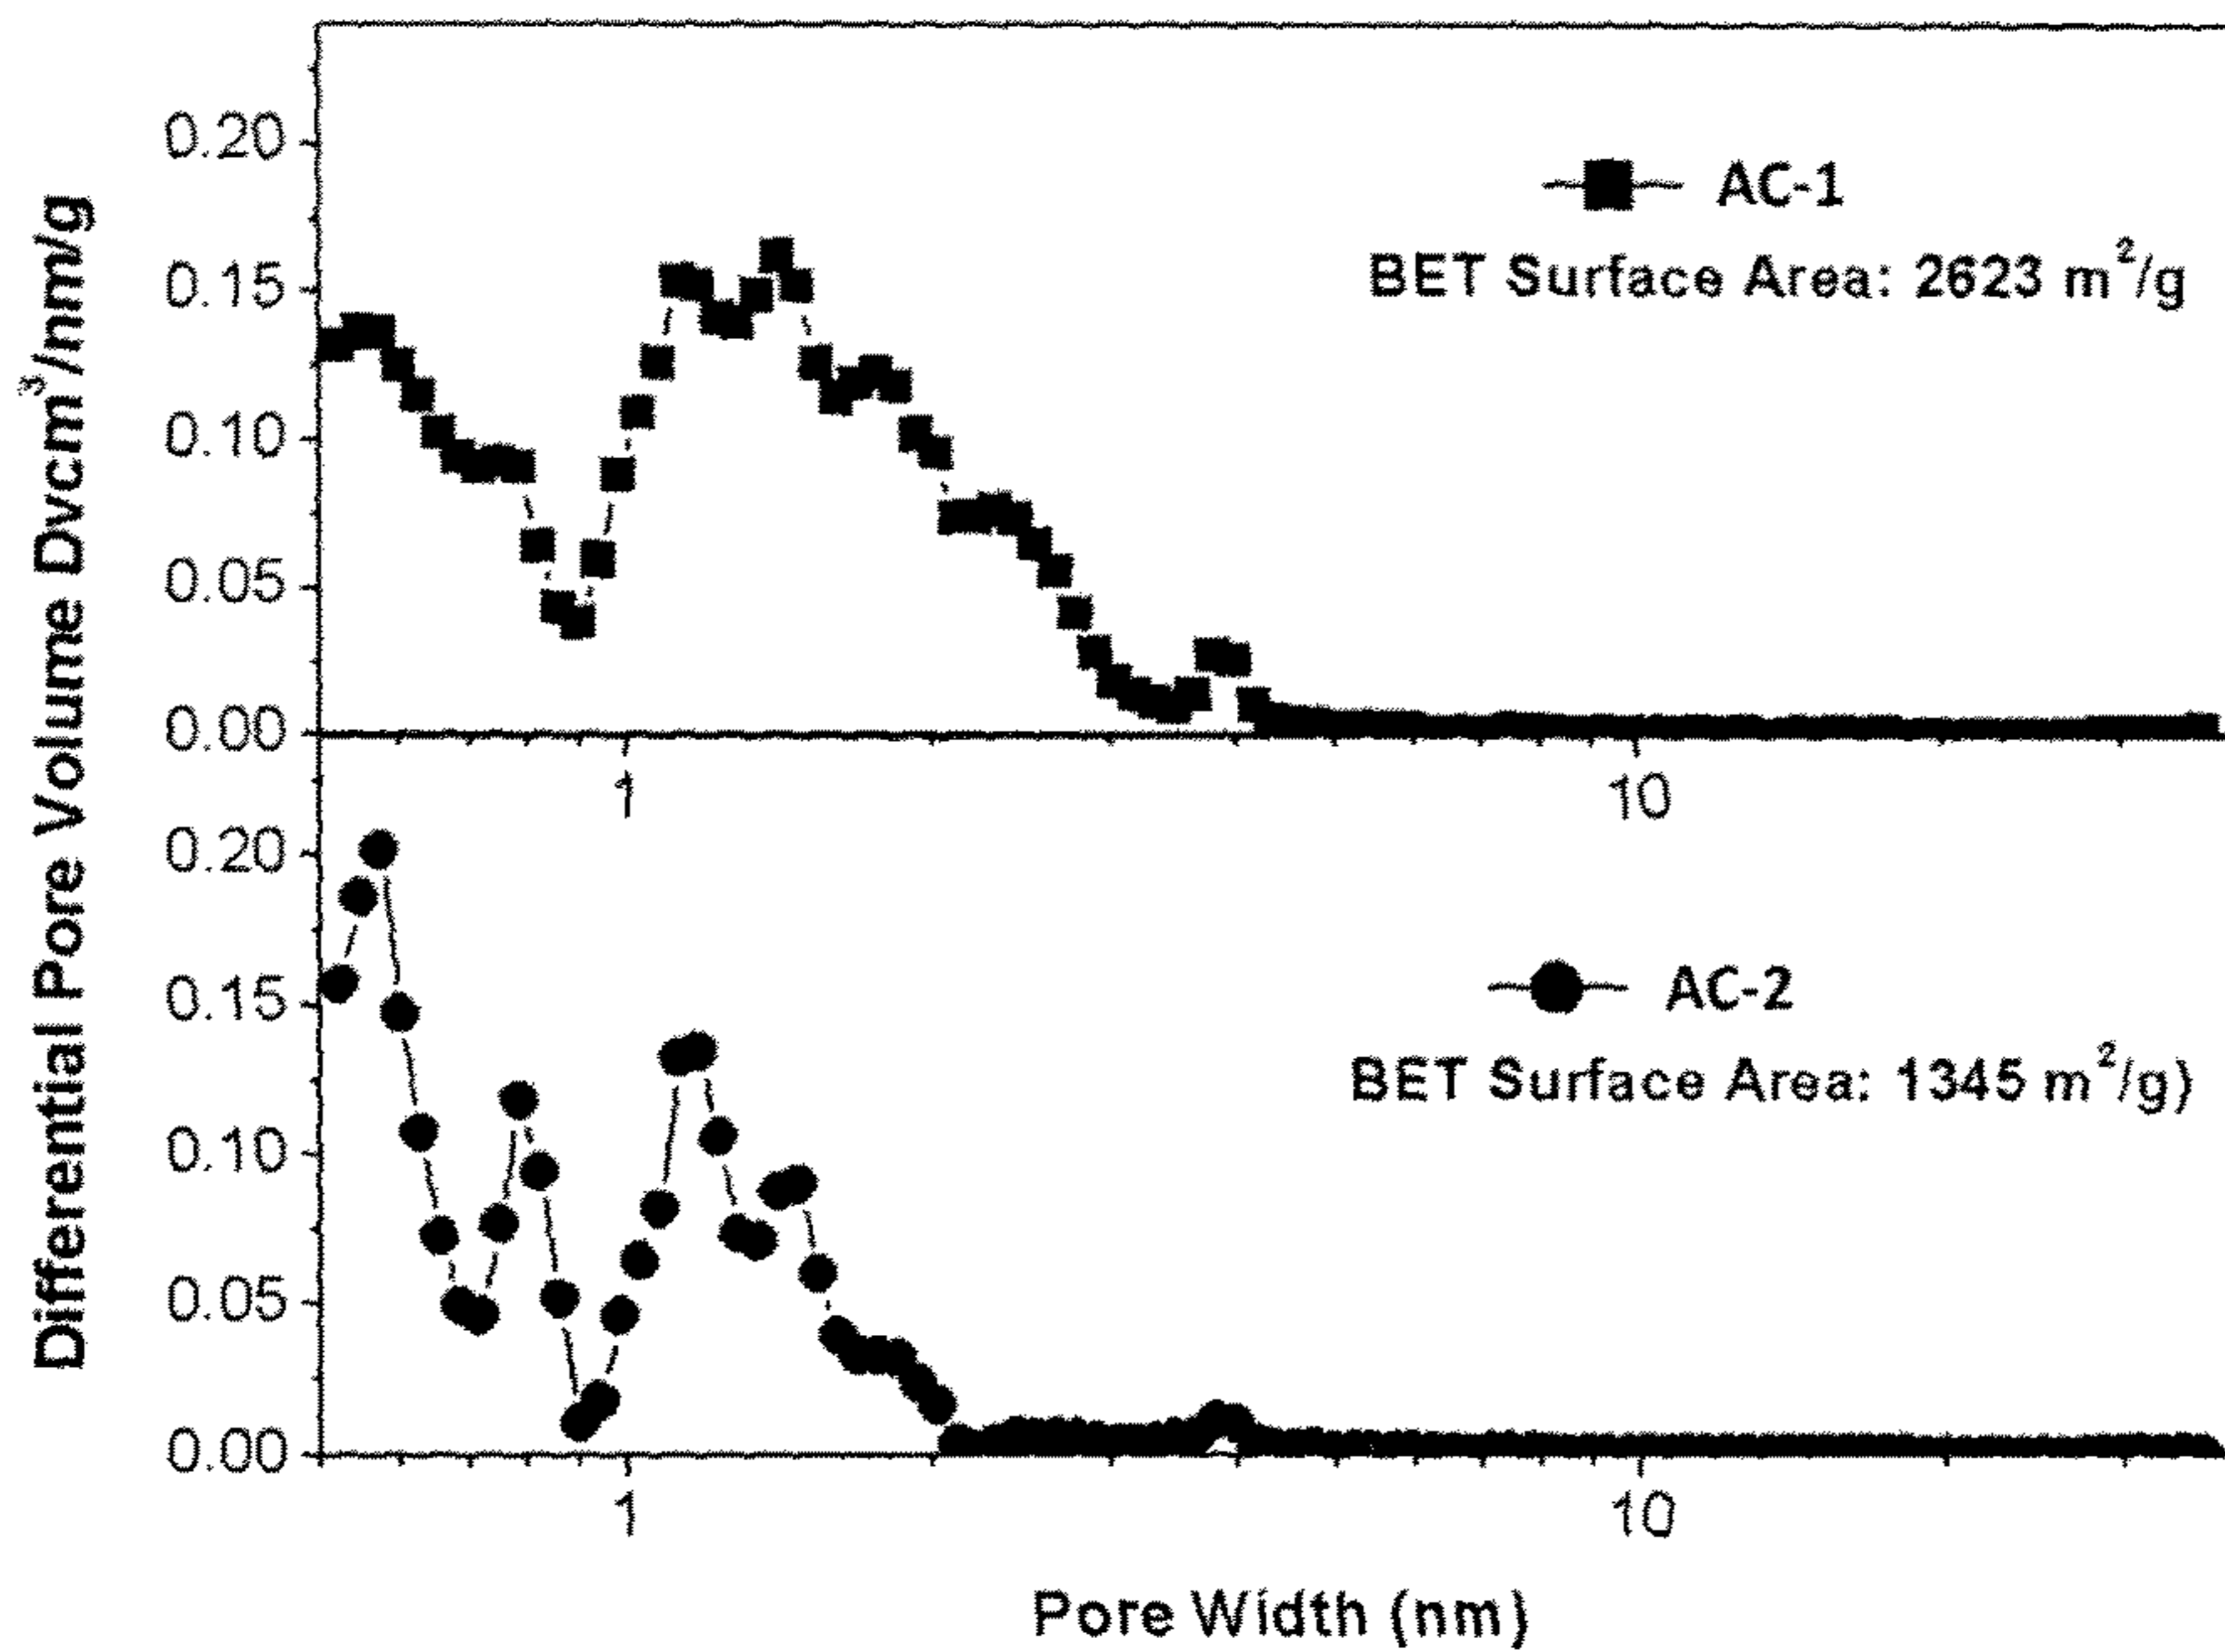 Differential Pore Volume Dvcm³/nm/g
0.20
0.15
0.10
0.05
0.00
AC-1
BET Surface Area: 2623 m²/g
1
10
0.20
0.15
0.10
0.05
0.00
AC-2
BET Surface Area: 1345 m²/g)
1
10
Pore Width (nm)